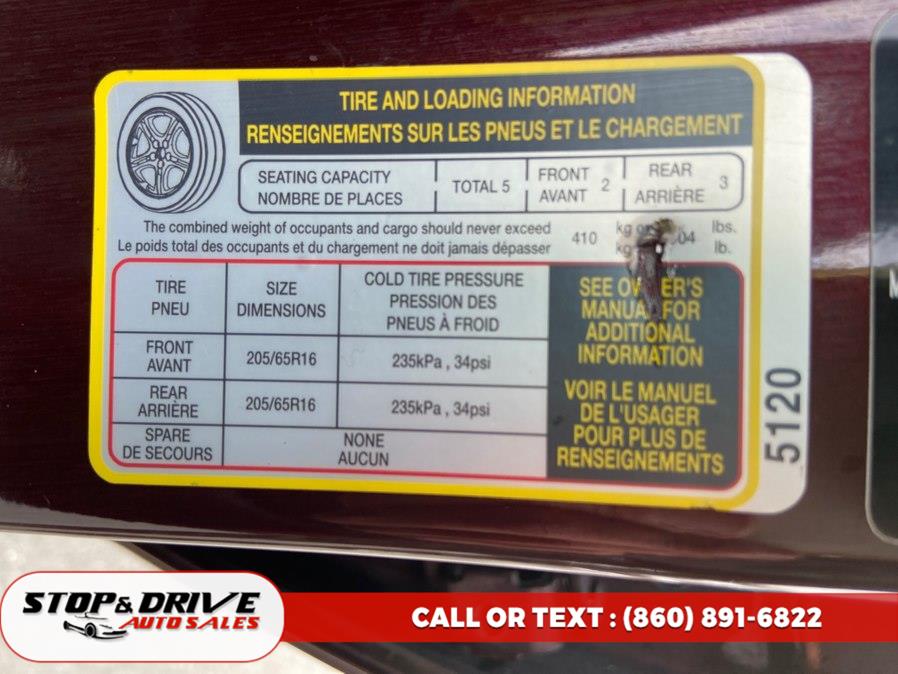 TIRE AND LOADING INFORMATION
RENSEIGNEMENTS SUR LES PNEUS ET LE CHARGEMENT
SEATING CAPACITY
NOMBRE DE PLACES
TOTAL 5
FRONT
AVANT
2
REAR
ARRIÈRE
3
The combined weight of occupants and cargo should never exceed
Le poids total des occupants et du chargement ne doit jamais dépasser
410
kg or
kg
04
lbs.
lb.
TIRE
PNEU
SIZE
DIMENSIONS
COLD TIRE PRESSURE
PRESSION DES
PNEUS À FROID
FRONT
AVANT
205/65R16
235kPa , 34psi
REAR
ARRIÈRE
205/65R16
235kPa , 34psi
SPARE
DE SECOURS
NONE
AUCUN
SEE OWNER'S
MANUAL FOR
ADDITIONAL
INFORMATION
VOIR LE MANUEL
DE L'USAGER
POUR PLUS DE
RENSEIGNEMENTS
5120
STOP & DRIVE
AUTO SALES
CALL OR TEXT : (860) 891-6822